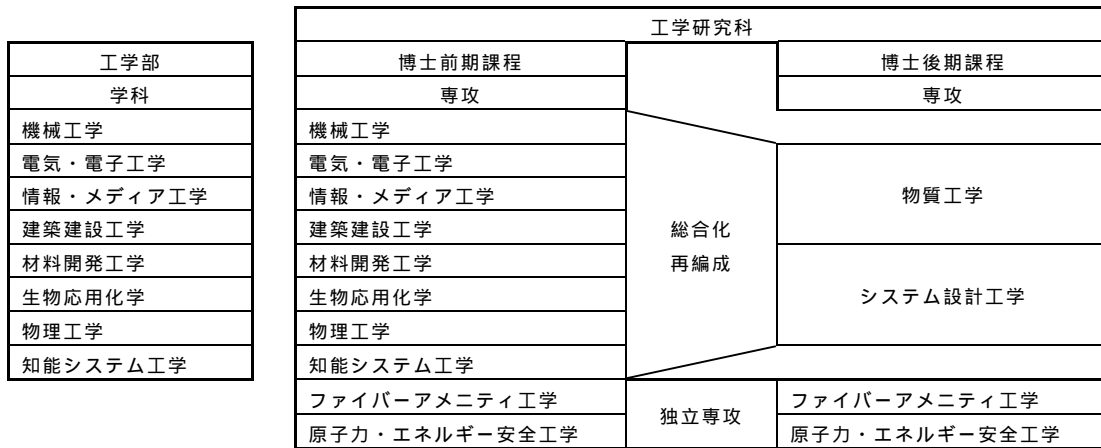 工学研究科
工学部
博士前期課程
博士後期課程
学科
専攻
専攻
機械工学
機械工学
電気・電子工学
電気・電子工学
情報・メディア工学
情報・メディア工学
物質工学
建築建設工学
建築建設工学
総合化
材料開発工学
材料開発工学
再編成
生物応用化学
生物応用化学
システム設計工学
物理工学
物理工学
知能システム工学
知能システム工学
ファイバーアメニティ工学
独立専攻
ファイバーアメニティ工学
原子力・エネルギー安全工学
原子力・エネルギー安全工学